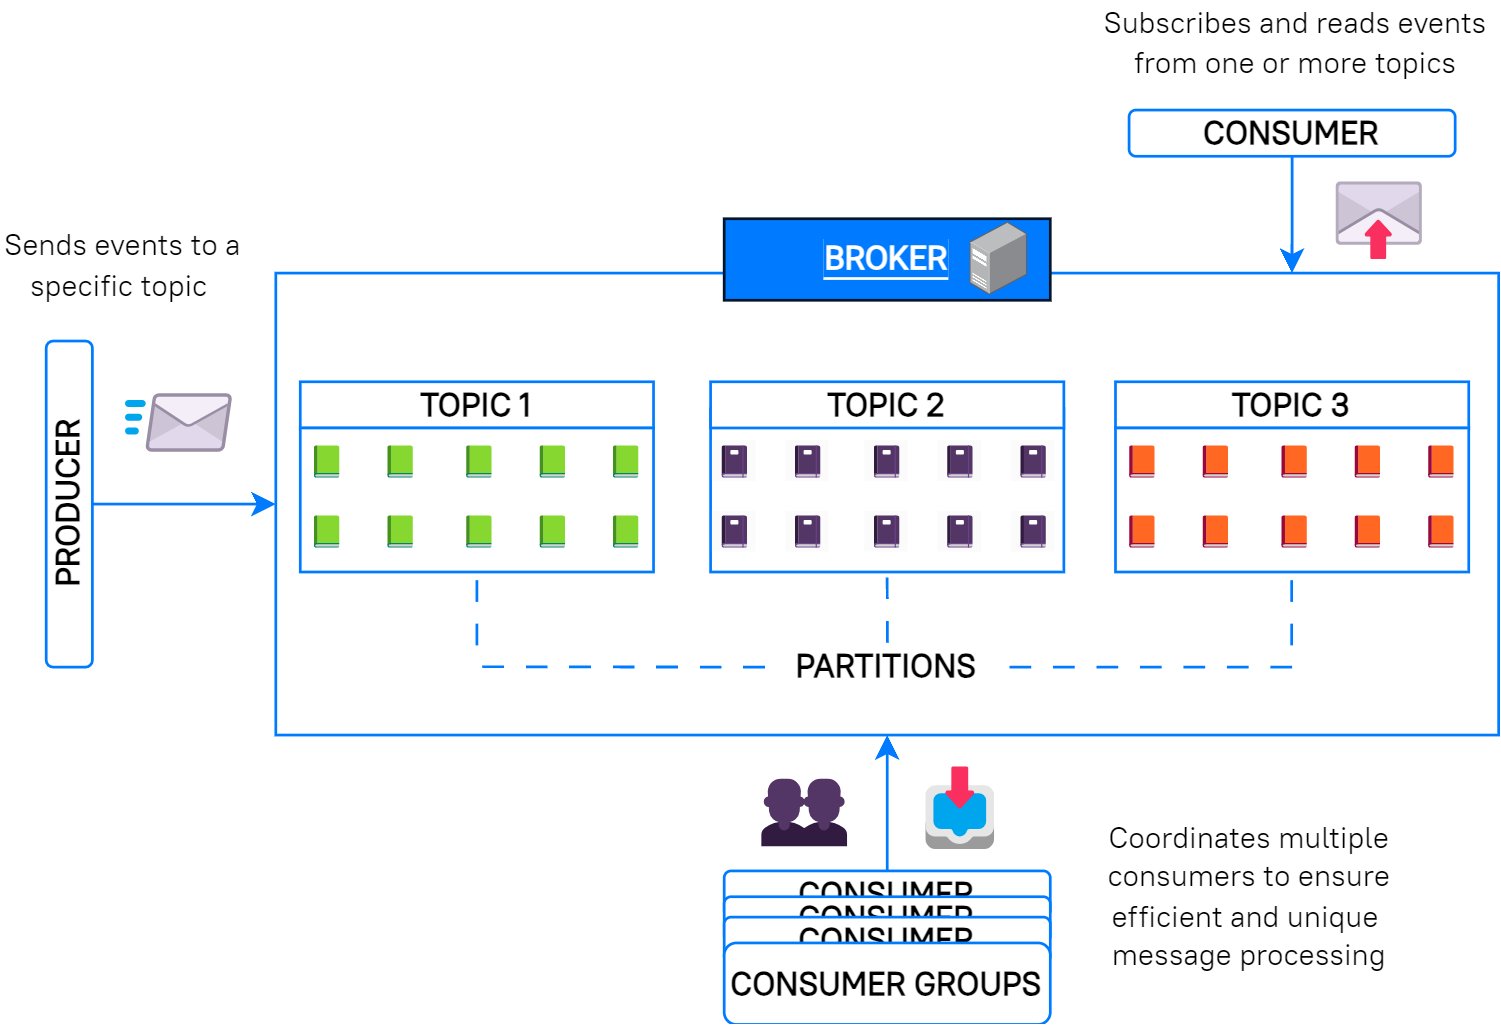 Subscribes and reads events
from one or more topics
CONSUMER
BROKER
Sends events to a
specific topic
PRODUCER
TOPIC 1
TOPIC 2
TOPIC 3
PARTITIONS
CONSUMER
CONSUMER
CONSUMER
CONSUMER GROUPS
Coordinates multiple
consumers to ensure
efficient and unique
message processing